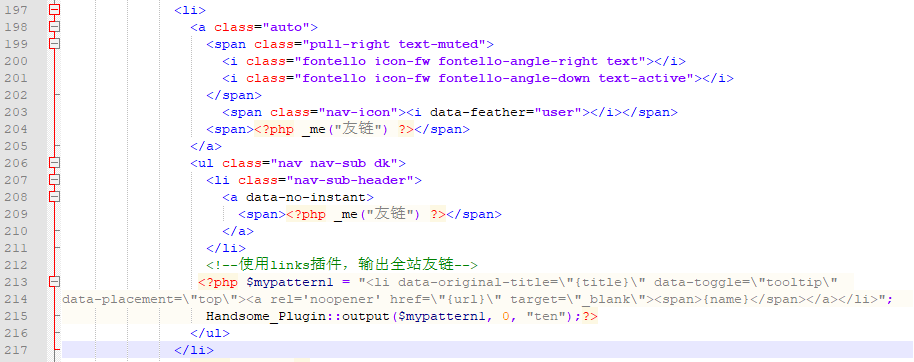 197 <li>
198 <a class="auto">
199 <span class="pull-right text-muted">
200 <i class="fontello icon-fw fontello-angle-right text"></i>
201 <i class="fontello icon-fw fontello-angle-down text-active"></i>
202 </span>
203 <span class="nav-icon"><i data-feather="user"></i></span>
204 <span><?php _me("友链") ?></span>
205 </a>
206 <ul class="nav nav-sub dk">
207 <li class="nav-sub-header">
208 <a data-no-instant>
209 <span><?php _me("友链") ?></span>
210 </a>
211 </li>
212 <!--使用links插件，输出全站友链-->
213 <?php $mypattern1 = "<li data-original-title=\"{title}\" data-toggle=\"tooltip\"
214 data-placement=\"top\"><a rel='noopener' href=\"{url}\" target=\"_blank\"><span>{name}</span></a></li>";
215 Handsome_Plugin::output($mypattern1, 0, "ten");?>
216 </ul>
217 </li>